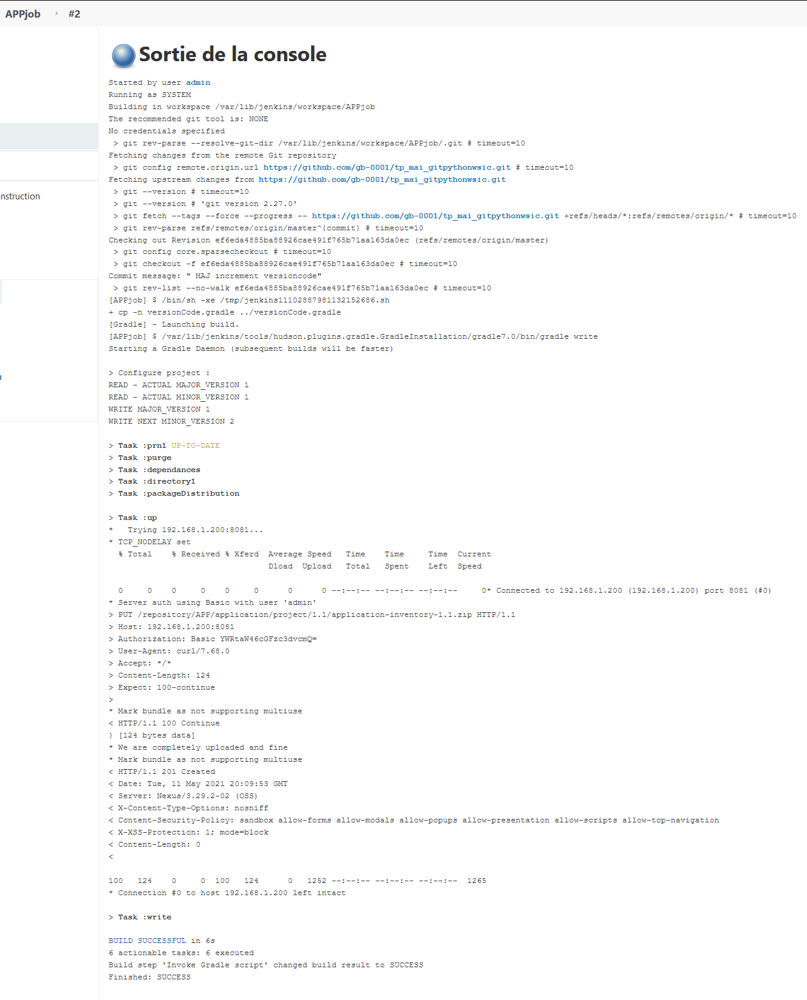 APPjob
#2
nstruction
n
Sortie de la console
Started by user admin
Running as SYSTEM
Building in workspace /var/lib/jenkins/workspace/APPjob
The recommended git tool is: NONE
No credentials specified
> git rev-parse --resolve-git-dir /var/lib/jenkins/workspace/APPjob/.git # timeout=10
Fetching changes from the remote Git repository
> git config remote.origin.url https://github.com/gb-0001/tp_mai_gitpythonwsic.git # timeout=10
Fetching upstream changes from https://github.com/gb-0001/tp_mai_gitpythonwsic.git
> git --version # timeout=10
> git --version # 'git version 2.27.0'
> git fetch --tags --force --progress -- https://github.com/gb-0001/tp_mai_gitpythonwsic.git +refs/heads/*:refs/remotes/origin/* # timeout=10
> git rev-parse refs/remotes/origin/master^{commit} # timeout=10
Checking out Revision ef6eda4885ba88926cae491f765b71aa163da0ec (refs/remotes/origin/master)
> git config core.sparsecheckout # timeout=10
> git checkout -f ef6eda4885ba88926cae491f765b71aa163da0ec # timeout=10
Commit message: " MAJ increment versioncode"
> git rev-list --no-walk ef6eda4885ba88926cae491f765b71aa163da0ec # timeout=10
[APPjob] $ /bin/sh -xe /tmp/jenkins11102887981132152686.sh
+ cp -n versionCode.gradle ../versionCode.gradle
[Gradle] - Launching build.
[APPjob] $ /var/lib/jenkins/tools/hudson.plugins.gradle.GradleInstallation/gradle7.0/bin/gradle write
Starting a Gradle Daemon (subsequent builds will be faster)
> Configure project :
READ - ACTUAL MAJOR_VERSION 1
READ - ACTUAL MINOR_VERSION 1
WRITE MAJOR_VERSION 1
WRITE NEXT MINOR_VERSION 2
> Task :prn1 UP-TO-DATE
> Task :purge
> Task :dependances
> Task :directory1
> Task :packageDistribution
> Task :up
*   Trying 192.168.1.200:8081...
* TCP_NODELAY set
% Total    % Received % Xferd  Average Speed   Time    Time     Time  Current
Dload  Upload   Total   Spent    Left  Speed
0     0    0     0    0     0      0      0 --:--:-- --:--:-- --:--:--     0* Connected to 192.168.1.200 (192.168.1.200) port 8081 (#0)
* Server auth using Basic with user 'admin'
> PUT /repository/APP/application/project/1.1/application-inventory-1.1.zip HTTP/1.1
> Host: 192.168.1.200:8081
> Authorization: Basic YWRtaW46cGFzc3dvcmQ=
> User-Agent: curl/7.68.0
> Accept: */*
> Content-Length: 124
> Expect: 100-continue
>
* Mark bundle as not supporting multiuse
< HTTP/1.1 100 Continue
} [124 bytes data]
* We are completely uploaded and fine
* Mark bundle as not supporting multiuse
< HTTP/1.1 201 Created
< Date: Tue, 11 May 2021 20:09:53 GMT
< Server: Nexus/3.29.2-02 (OSS)
< X-Content-Type-Options: nosniff
< Content-Security-Policy: sandbox allow-forms allow-modals allow-popups allow-presentation allow-scripts allow-top-navigation
< X-XSS-Protection: 1; mode=block
< Content-Length: 0
<
100   124    0     0  100   124      0   1252 --:--:-- --:--:-- --:--:--  1265
* Connection #0 to host 192.168.1.200 left intact
> Task :write
BUILD SUCCESSFUL in 6s
6 actionable tasks: 6 executed
Build step 'Invoke Gradle script' changed build result to SUCCESS
Finished: SUCCESS